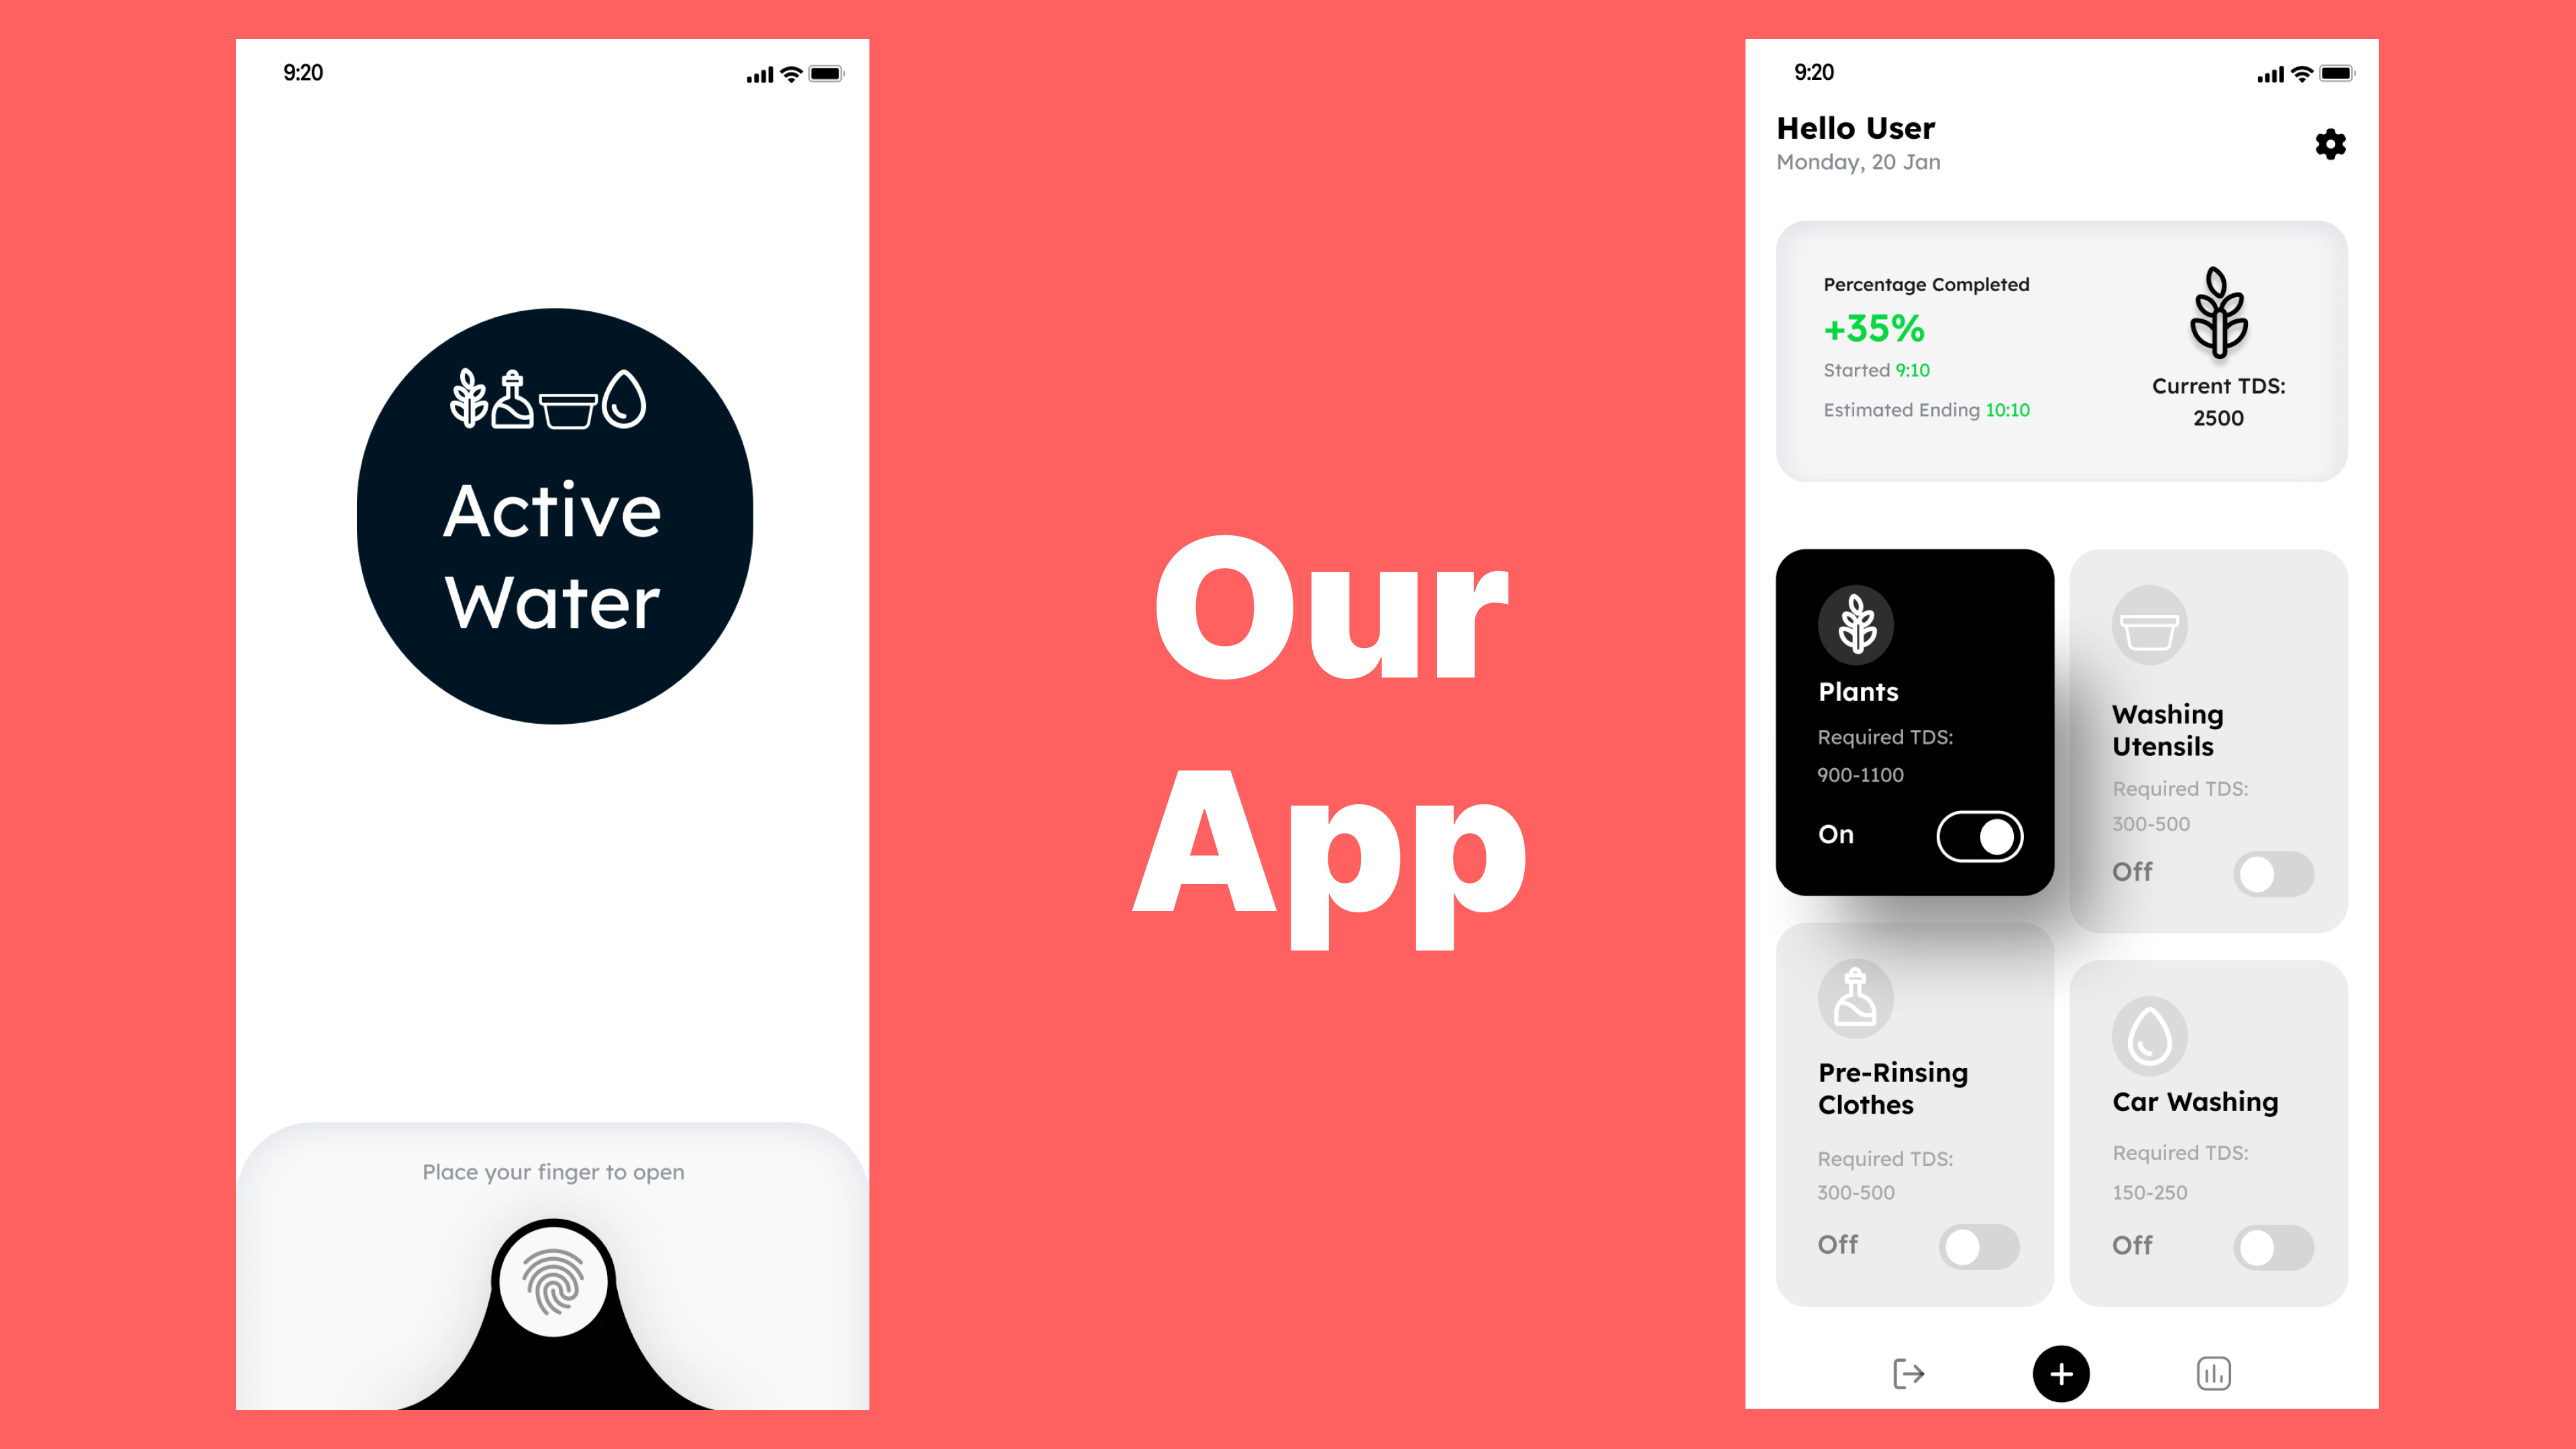 9:20
Active
Water
Place your finger to open
Our
App
9:20
Hello User
Monday, 20 Jan
Percentage Completed
+35%
Started 9:10
Estimated Ending 10:10
Current TDS:
2500
Plants
Required TDS:
900-1100
On
Washing
Utensils
Required TDS:
300-500
Off
Pre-Rinsing
Clothes
Required TDS:
300-500
Off
Car Washing
Required TDS:
150-250
Off